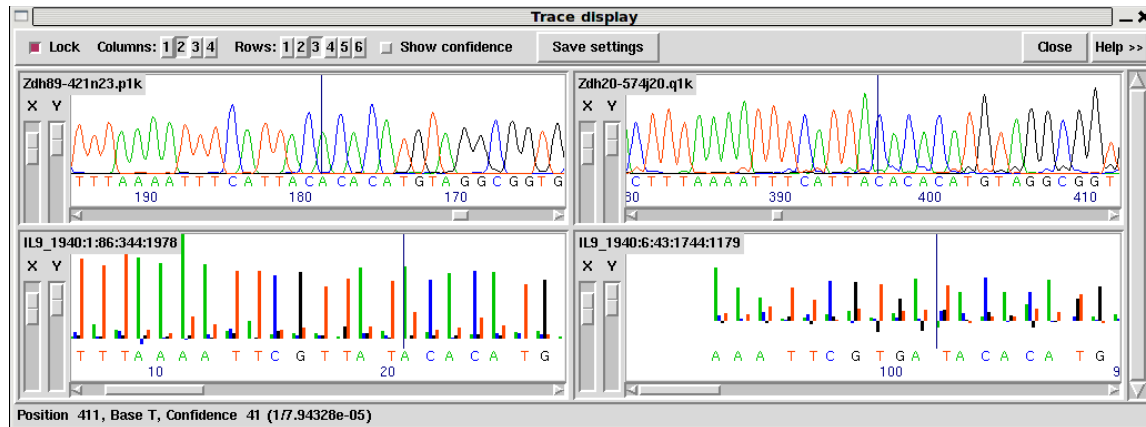 Trace display
Lock Columns: 1 2 3 4 Rows: 1 2 3 4 5 6 Show confidence Save settings Close Help >>
Zdh89-421n23.p1k
X Y
T T T A A A A T T T C A T T A C A C A C A T G T A G G C G G T G
190 180 170
Zdh20-574j20.q1k
X Y
C T T T A A A A T T T C A T T A C A C A C A T G T A G G C G G T
80 390 400 410
IL9_1940:1:86:344:1978
X Y
T T T A A A A T T C G T T A T A C A C A T G
10 20
IL9_1940:6:43:1744:1179
X Y
A A A T T C G T G A T A C A C A T G
100 9
Position 411, Base T, Confidence 41 (1/7.94328e-05)